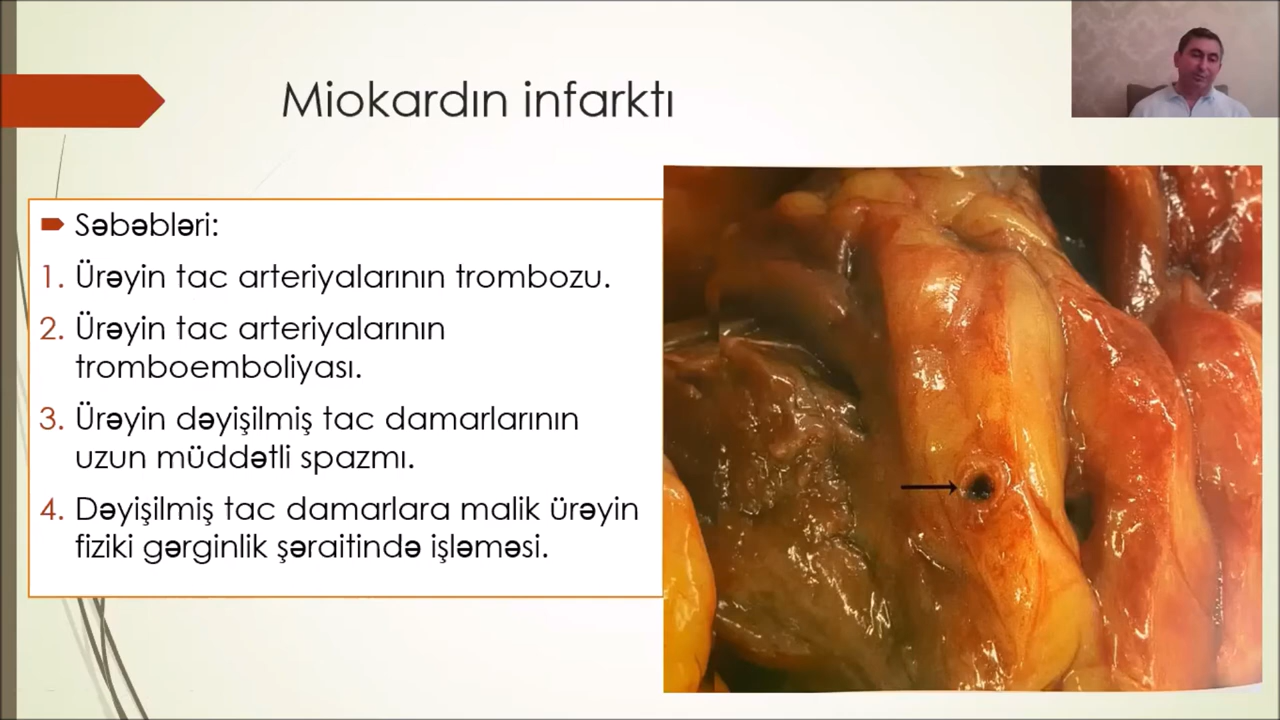 Miokardın infarktı
Səbəbləri:
1. Ürəyin tac arteriyalarının trombozu.
2. Ürəyin tac arteriyalarının
tromboemboliyası.
3. Ürəyin dəyişilmiş tac damarlarının
uzun müddətli spazmı.
4. Dəyişilmiş tac damarlara malik ürəyin
fiziki gərginlik şəraitində işləməsi.